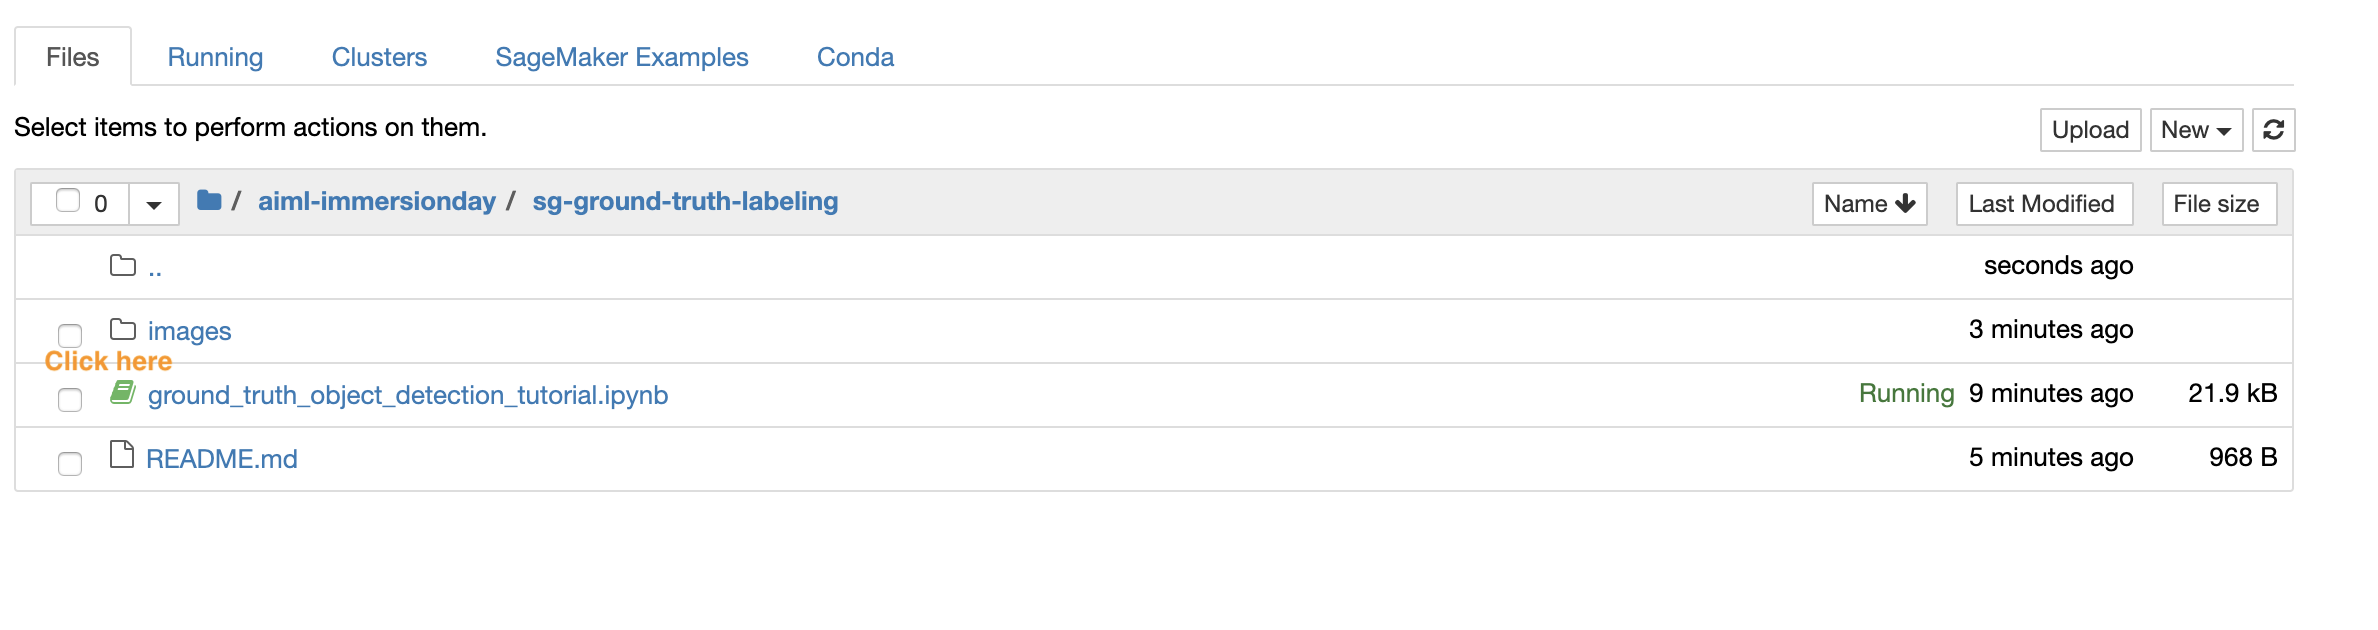 Files Running Clusters SageMaker Examples Conda
Select items to perform actions on them.
Upload New
0 / aiml-immersionday / sg-ground-truth-labeling Name Last Modified File size
.. seconds ago
images 3 minutes ago
Click here
ground_truth_object_detection_tutorial.ipynb Running 9 minutes ago 21.9 kB
README.md 5 minutes ago 968 B